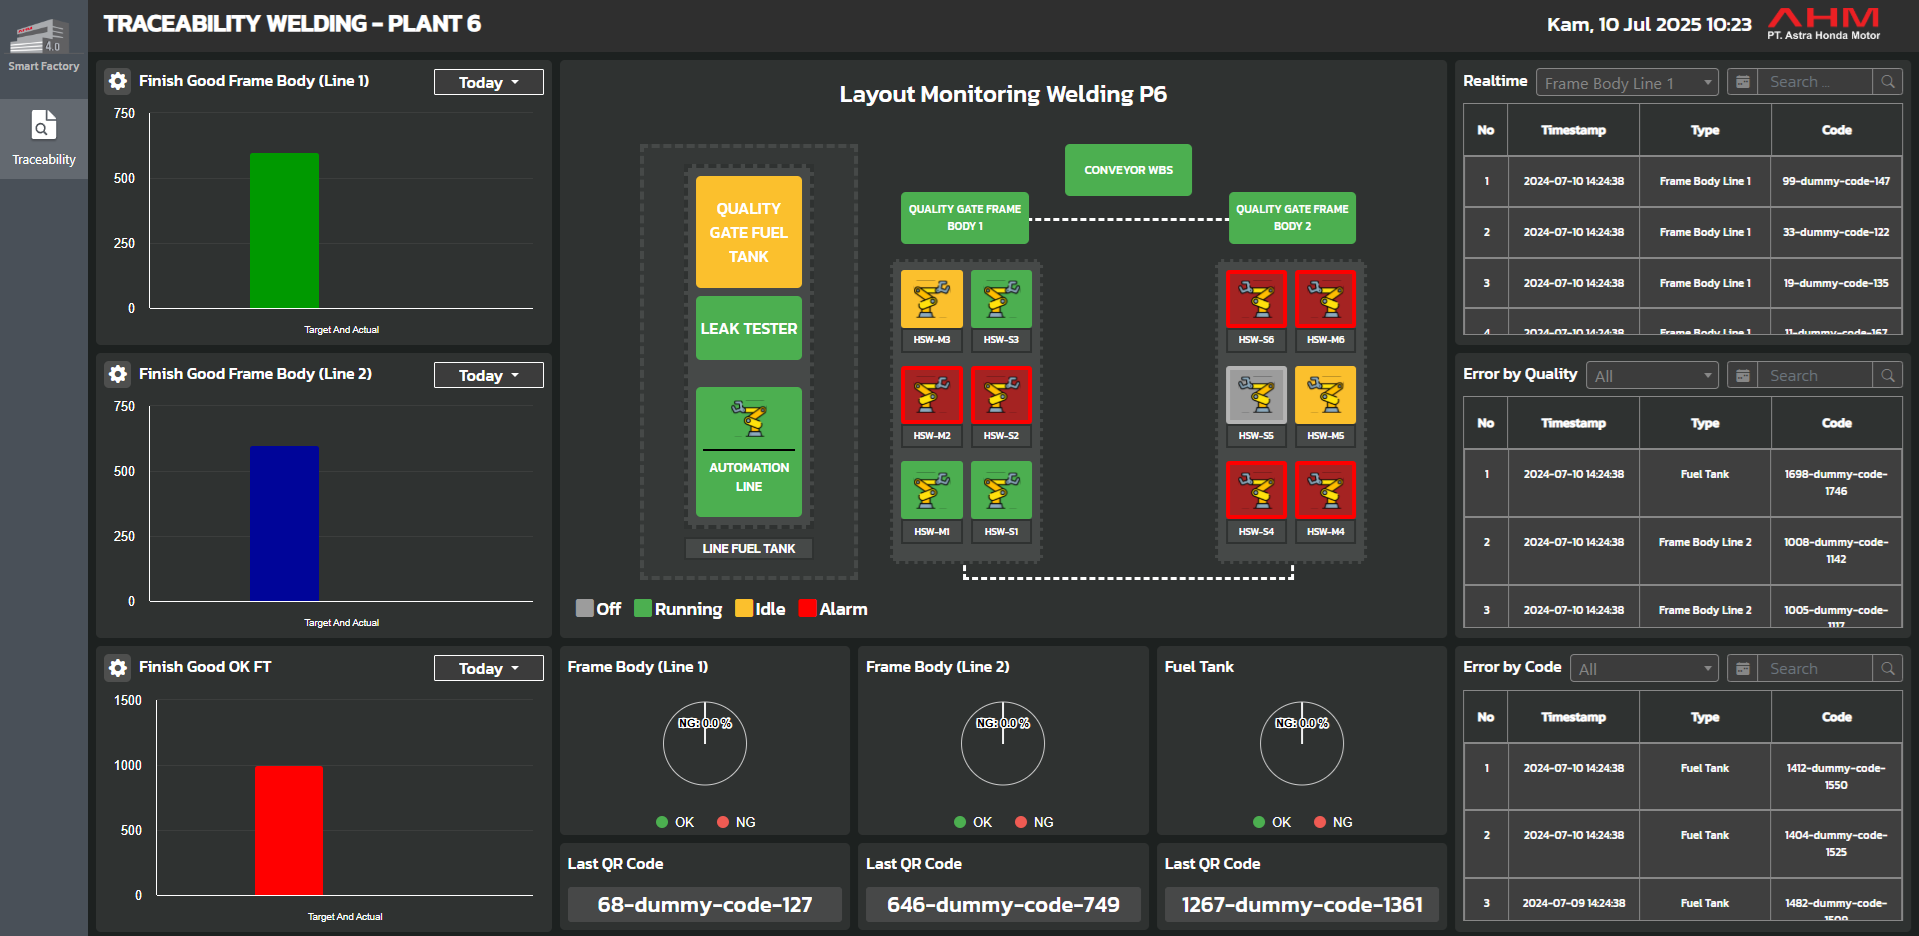 4.0
Smart Factory
Traceability
TRACEABILITY WELDING - PLANT 6
Kam, 10 Jul 2025 10:23
AHM
PT. Astra Honda Motor
Finish Good Frame Body (Line 1)
Today
750
500
250
0
Target And Actual
Finish Good Frame Body (Line 2)
Today
750
500
250
0
Target And Actual
Finish Good OK FT
Today
1500
1000
500
0
Target And Actual
Layout Monitoring Welding P6
QUALITY
GATE FUEL
TANK
LEAK TESTER
AUTOMATION
LINE
LINE FUEL TANK
CONVEYOR WBS
QUALITY GATE FRAME
BODY 1
QUALITY GATE FRAME
BODY 2
HSW-M3 HSW-S3
HSW-M2 HSW-S2
HSW-M1 HSW-S1
HSW-S6 HSW-M6
HSW-S5 HSW-M5
HSW-S4 HSW-M4
Off Running Idle Alarm
Frame Body (Line 1)
NG: 0.0 %
OK NG
Frame Body (Line 2)
NG: 0.0 %
OK NG
Fuel Tank
NG: 0.0 %
OK NG
Last QR Code
68-dummy-code-127
Last QR Code
646-dummy-code-749
Last QR Code
1267-dummy-code-1361
Realtime Frame Body Line 1 Search ...
No Timestamp Type Code
1 2024-07-10 14:24:38 Frame Body Line 1 99-dummy-code-147
2 2024-07-10 14:24:38 Frame Body Line 1 33-dummy-code-122
3 2024-07-10 14:24:38 Frame Body Line 1 19-dummy-code-135
4 2024-07-10 14:24:38 Frame Body Line 1 11-dummy-code-167
Error by Quality All Search
No Timestamp Type Code
1 2024-07-10 14:24:38 Fuel Tank 1698-dummy-code-
1746
2 2024-07-10 14:24:38 Frame Body Line 2 1008-dummy-code-
1142
3 2024-07-10 14:24:38 Frame Body Line 2 1005-dummy-code-
1117
Error by Code All Search
No Timestamp Type Code
1 2024-07-10 14:24:38 Fuel Tank 1412-dummy-code-
1550
2 2024-07-10 14:24:38 Fuel Tank 1404-dummy-code-
1525
3 2024-07-09 14:24:38 Fuel Tank 1482-dummy-code-